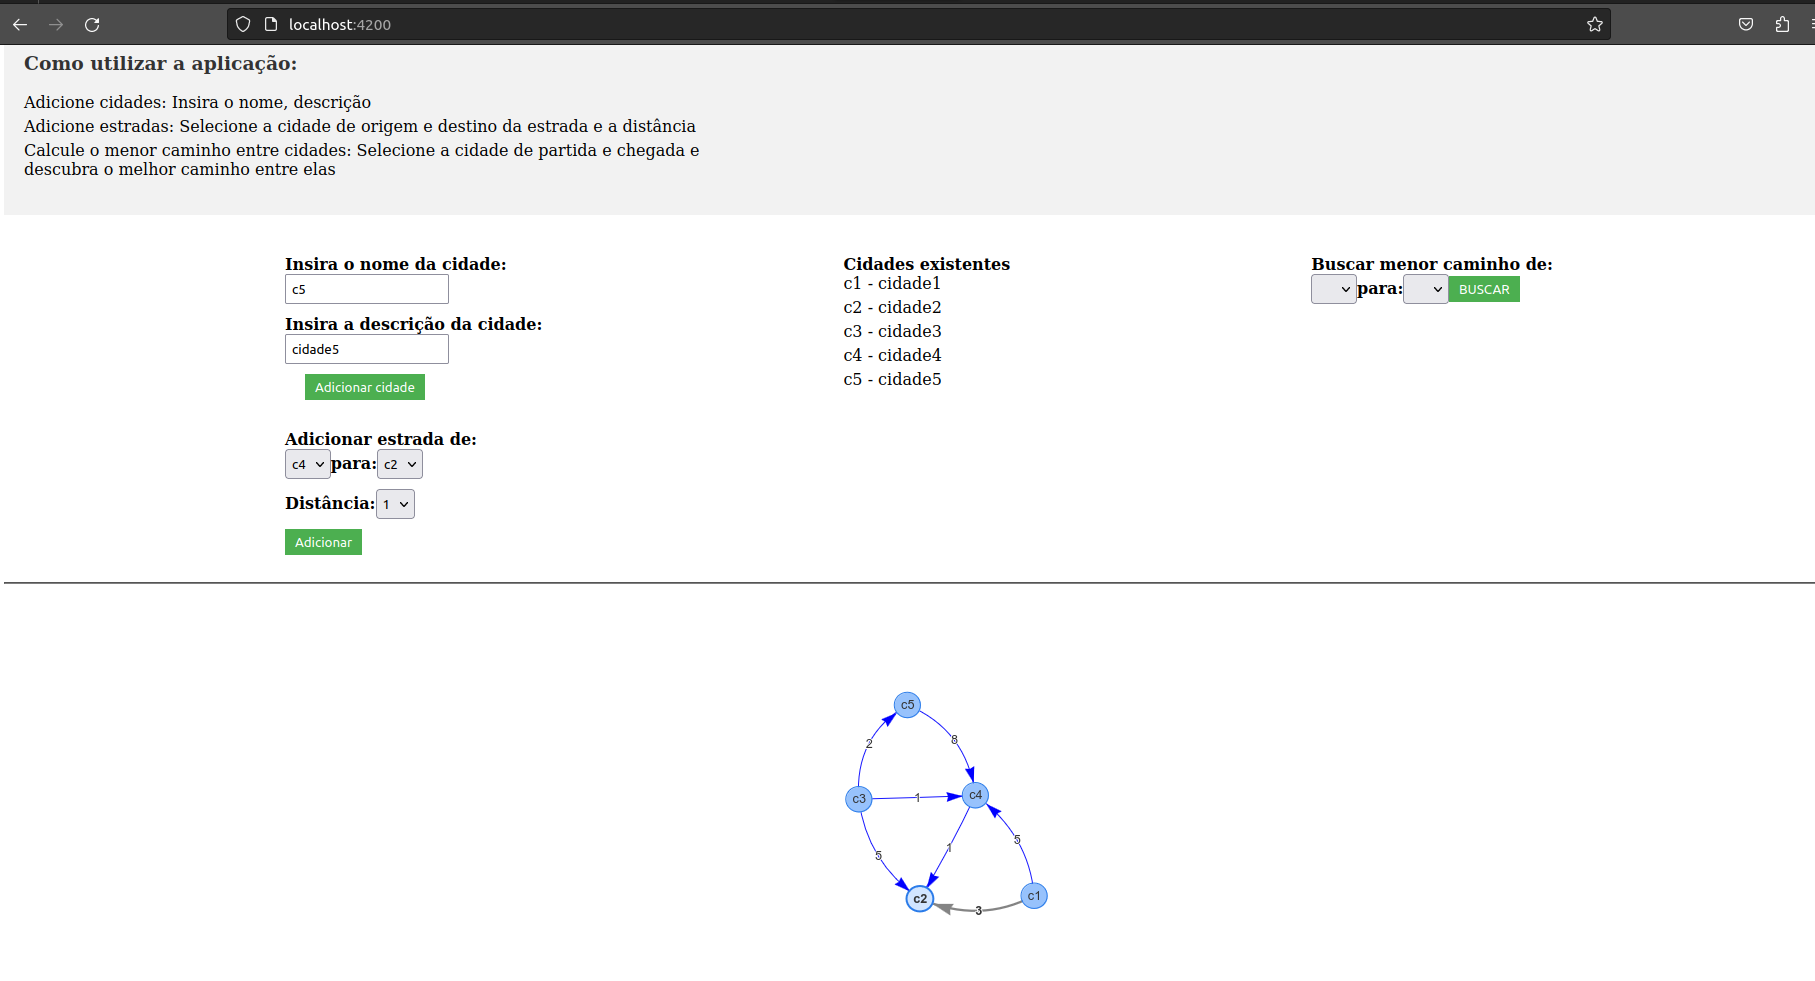 localhost:4200
Como utilizar a aplicação:
Adicione cidades: Insira o nome, descrição
Adicione estradas: Selecione a cidade de origem e destino da estrada e a distância
Calcule o menor caminho entre cidades: Selecione a cidade de partida e chegada e
descubra o melhor caminho entre elas
Insira o nome da cidade:
c5
Insira a descrição da cidade:
cidade5
Adicionar cidade
Adicionar estrada de:
c4 para: c2
Distância: 1
Adicionar
Cidades existentes
c1 - cidade1
c2 - cidade2
c3 - cidade3
c4 - cidade4
c5 - cidade5
Buscar menor caminho de:
para: BUSCAR
c5
2
8
c3
1
c4
5
1
5
c2
3
c1